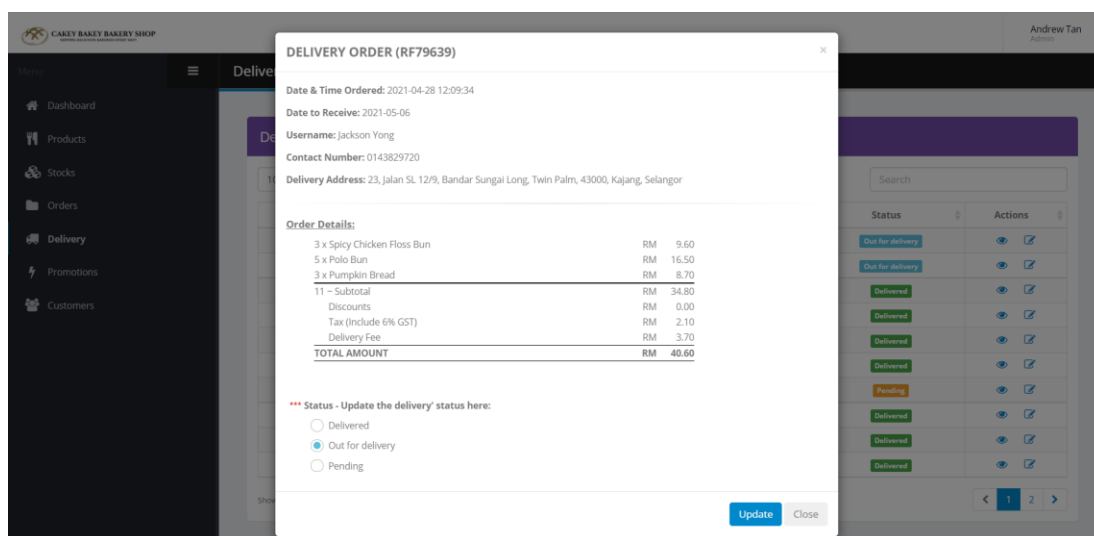 CAKEY BAKEY BAKERY SHOP
Andrew Tan
Admin
Menu
Dashboard
Products
Stocks
Orders
Delivery
Promotions
Customers
DELIVERY ORDER (RF79639)
×
Date & Time Ordered: 2021-04-28 12:09:34
Date to Receive: 2021-05-06
Username: Jackson Yong
Contact Number: 0143829720
Delivery Address: 23, Jalan SL 12/9, Bandar Sungai Long, Twin Palm, 43000, Kajang, Selangor
Order Details:
3 x Spicy Chicken Floss Bun RM 9.60
5 x Polo Bun RM 16.50
3 x Pumpkin Bread RM 8.70
11 ~ Subtotal RM 34.80
Discounts RM 0.00
Tax (Include 6% GST) RM 2.10
Delivery Fee RM 3.70
TOTAL AMOUNT RM 40.60
*** Status - Update the delivery' status here:
Delivered
Out for delivery
Pending
Update Close
Search
Status Actions
Out for delivery
Out for delivery
Delivered
Delivered
Delivered
Delivered
Pending
Delivered
Delivered
Delivered
< 1 2 >